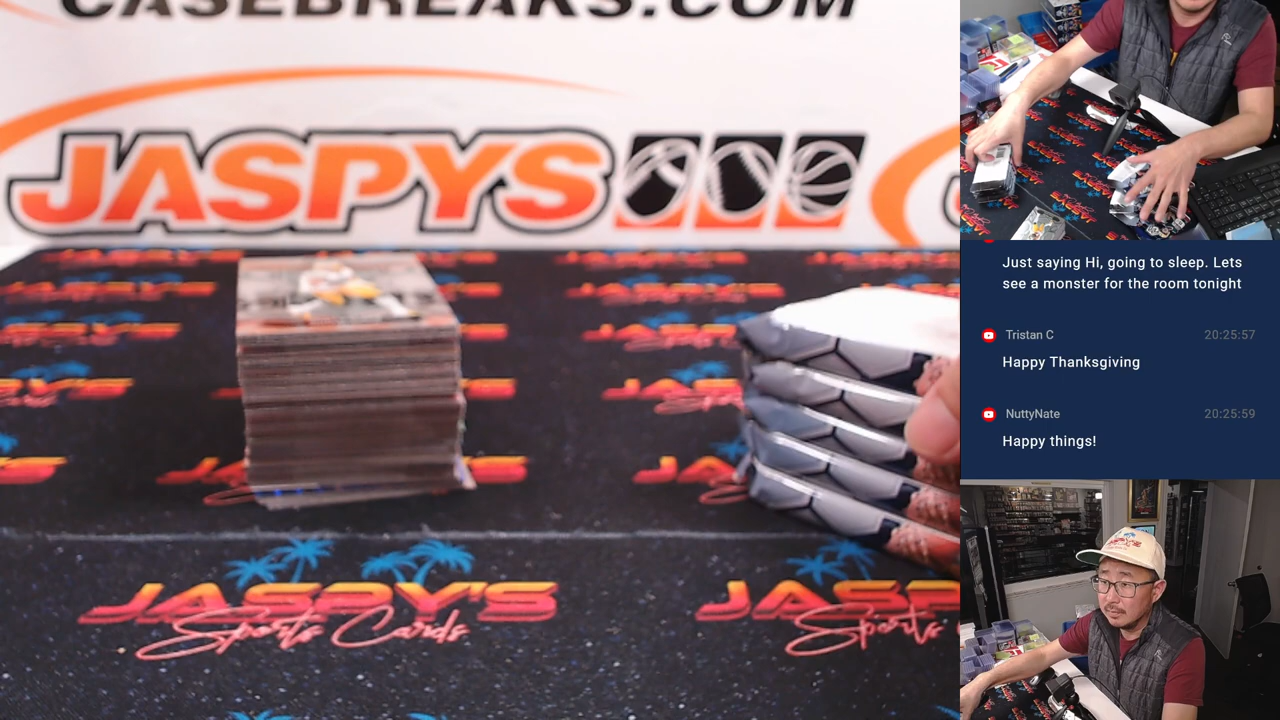 CASEBREAKS.COM
JASPYS
Just saying Hi, going to sleep. Lets
see a monster for the room tonight
Tristan C 20:25:57
Happy Thanksgiving
NuttyNate 20:25:59
Happy things!
JASPY'S
Sports Cards
JASP
Sports